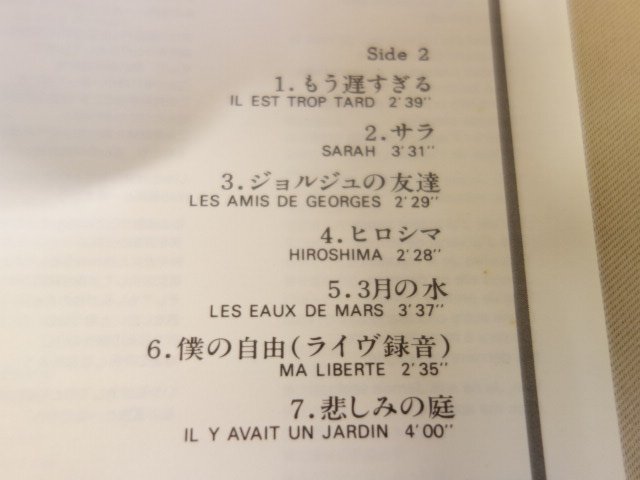 Side 2
1.もう遅すぎる
IL EST TROP TARD 2'39''
2.サラ
SARAH 3'31''
3.ジョルジュの友達
LES AMIS DE GEORGES 2'29''
4.ヒロシマ
HIROSHIMA 2'28''
5.3月の水
LES EAUX DE MARS 3'37''
6.僕の自由(ライヴ録音)
MA LIBERTE 2'35''
7.悲しみの庭
IL Y AVAIT UN JARDIN 4'00''